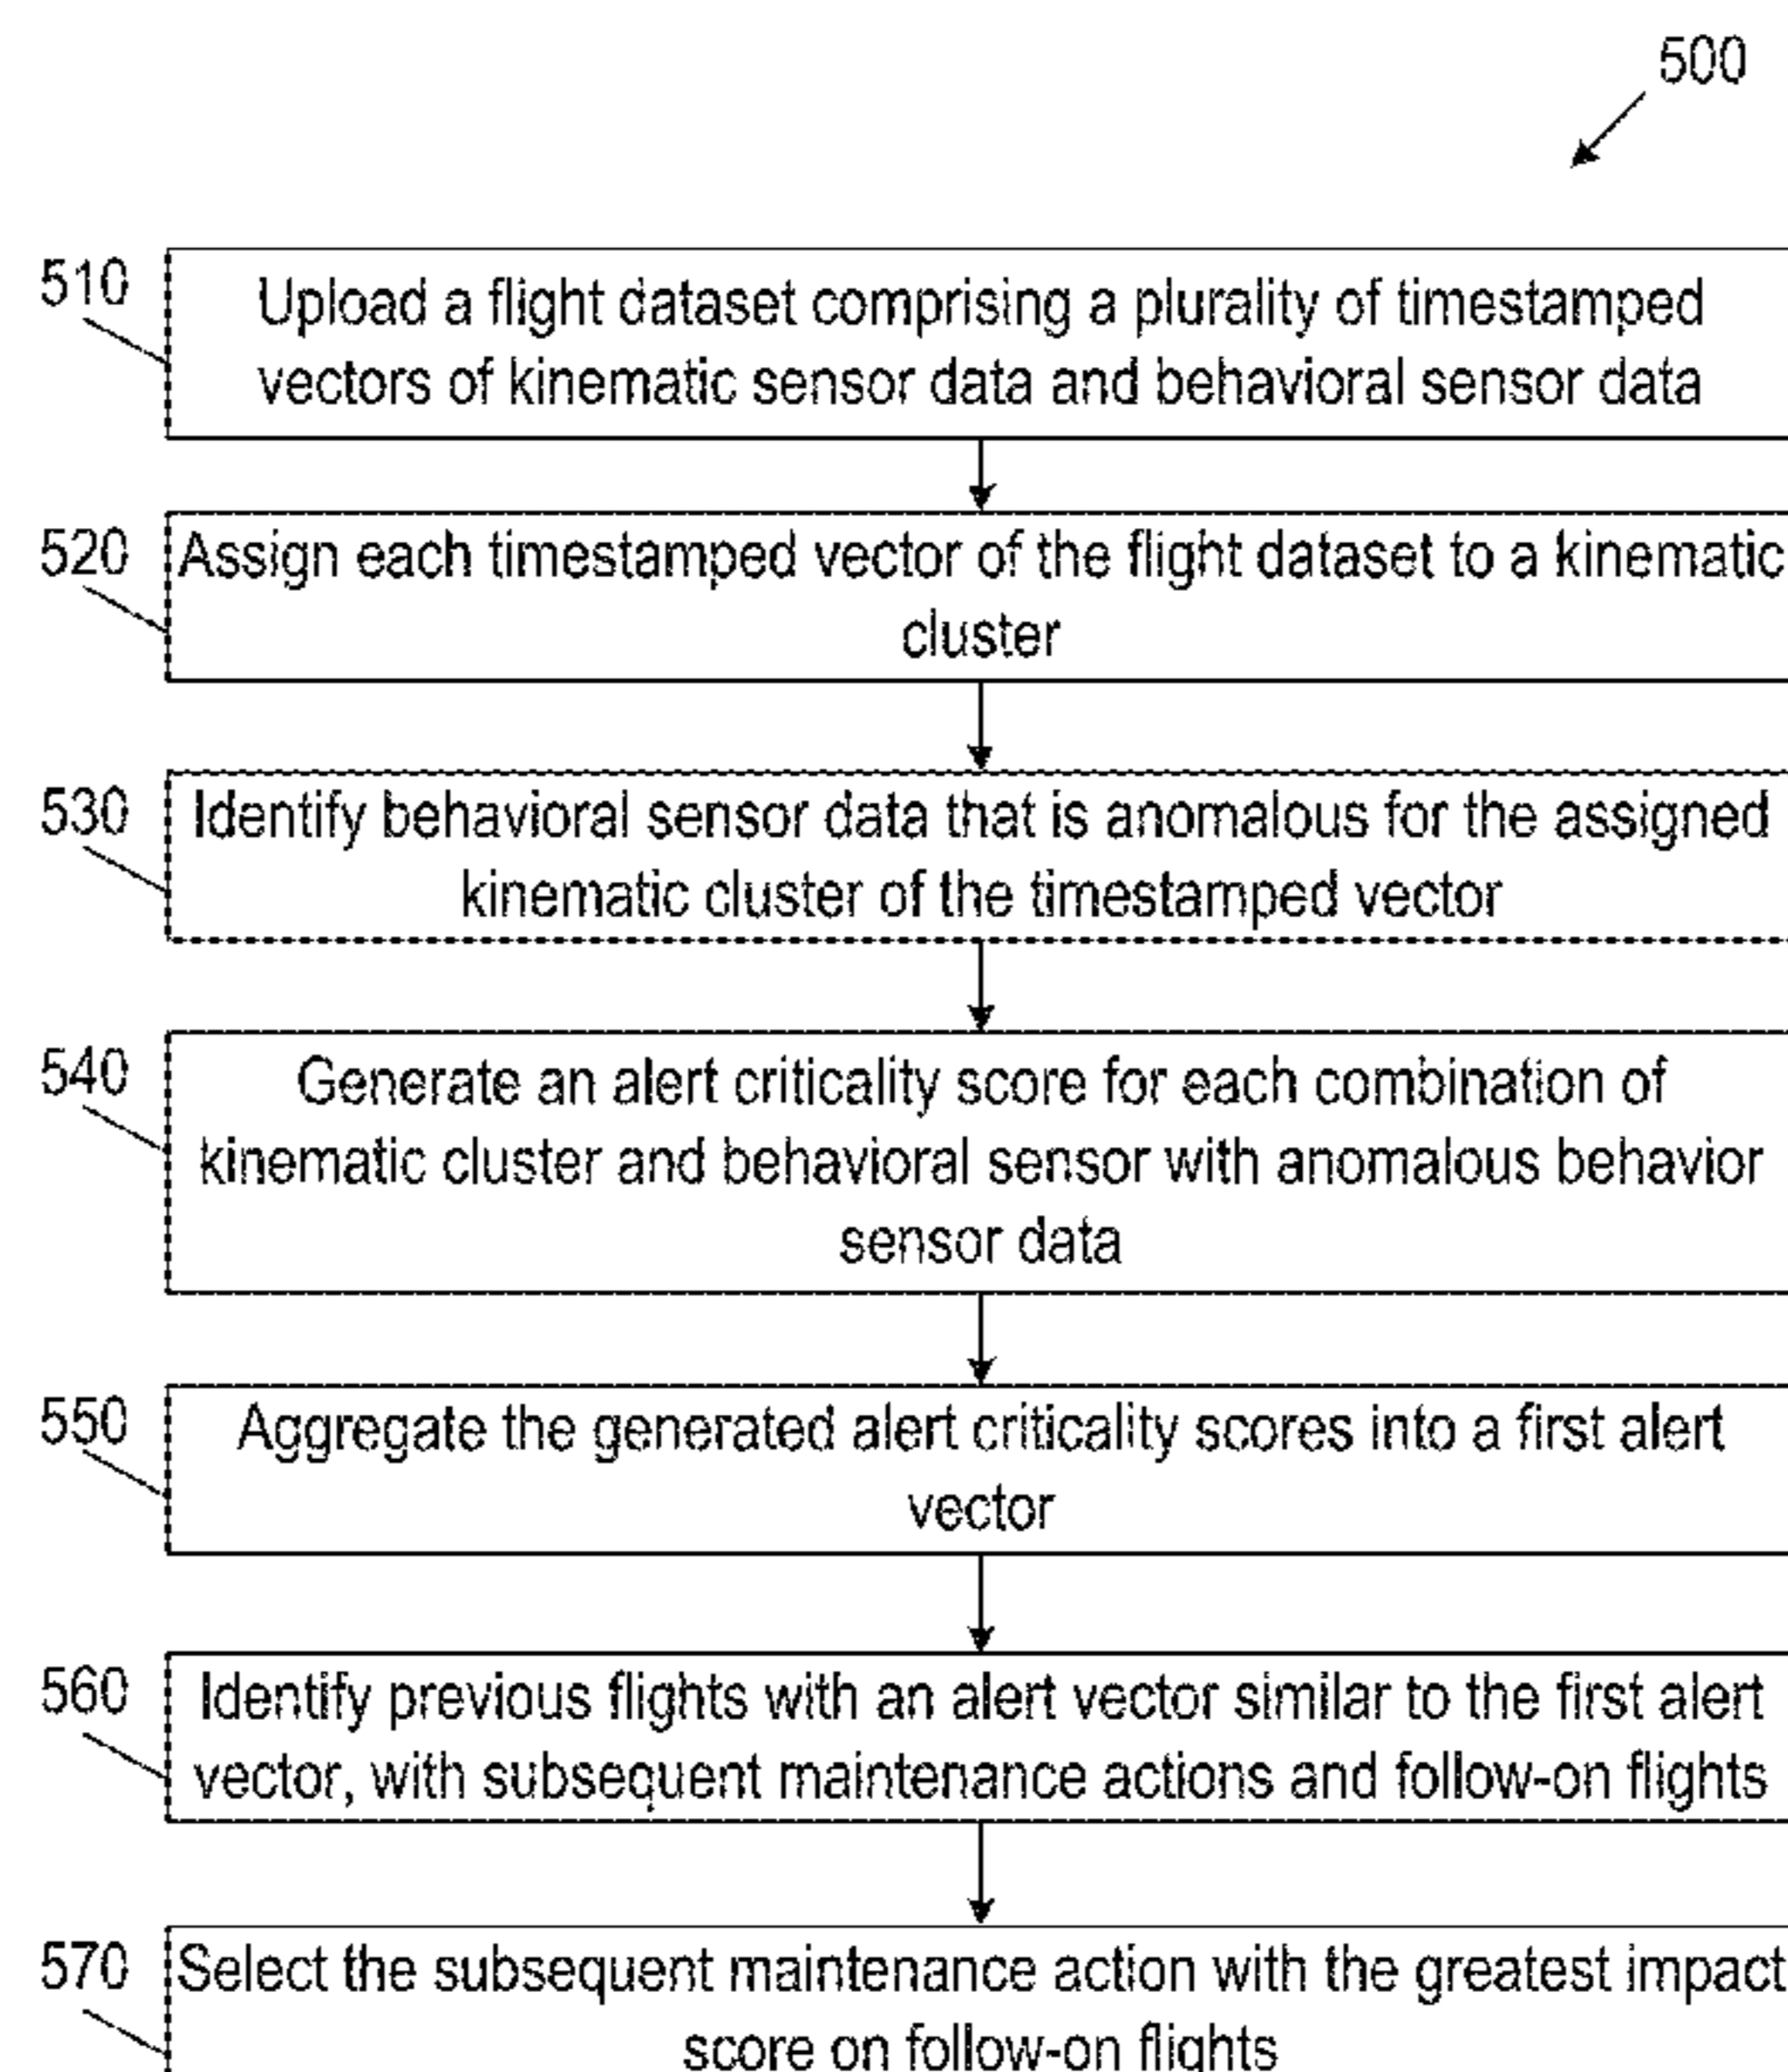 500
510
Upload a flight dataset comprising a plurality of timestamped
vectors of kinematic sensor data and behavioral sensor data
520
Assign each timestamped vector of the flight dataset to a kinematic
cluster
530
Identify behavioral sensor data that is anomalous for the assigned
kinematic cluster of the timestamped vector
540
Generate an alert criticality score for each combination of
kinematic cluster and behavioral sensor with anomalous behavior
sensor data
550
Aggregate the generated alert criticality scores into a first alert
vector
560
Identify previous flights with an alert vector similar to the first alert
vector, with subsequent maintenance actions and follow-on flights
570
Select the subsequent maintenance action with the greatest impact
score on follow-on flights